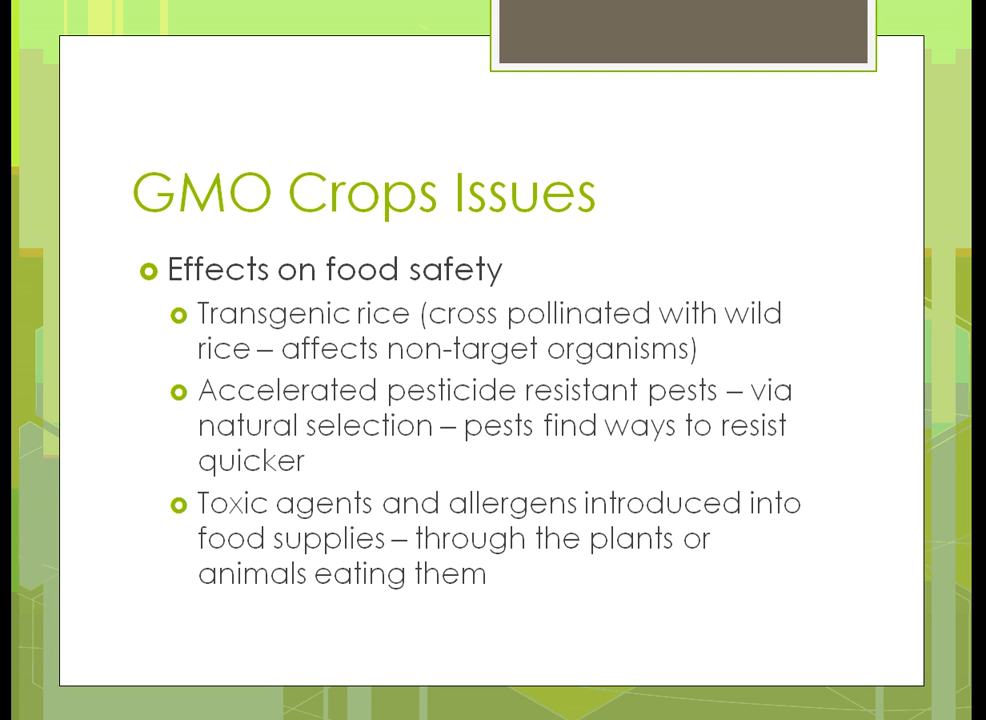 GMO Crops Issues
Effects on food safety
Transgenic rice (cross pollinated with wild
rice – affects non-target organisms)
Accelerated pesticide resistant pests – via
natural selection – pests find ways to resist
quicker
Toxic agents and allergens introduced into
food supplies – through the plants or
animals eating them